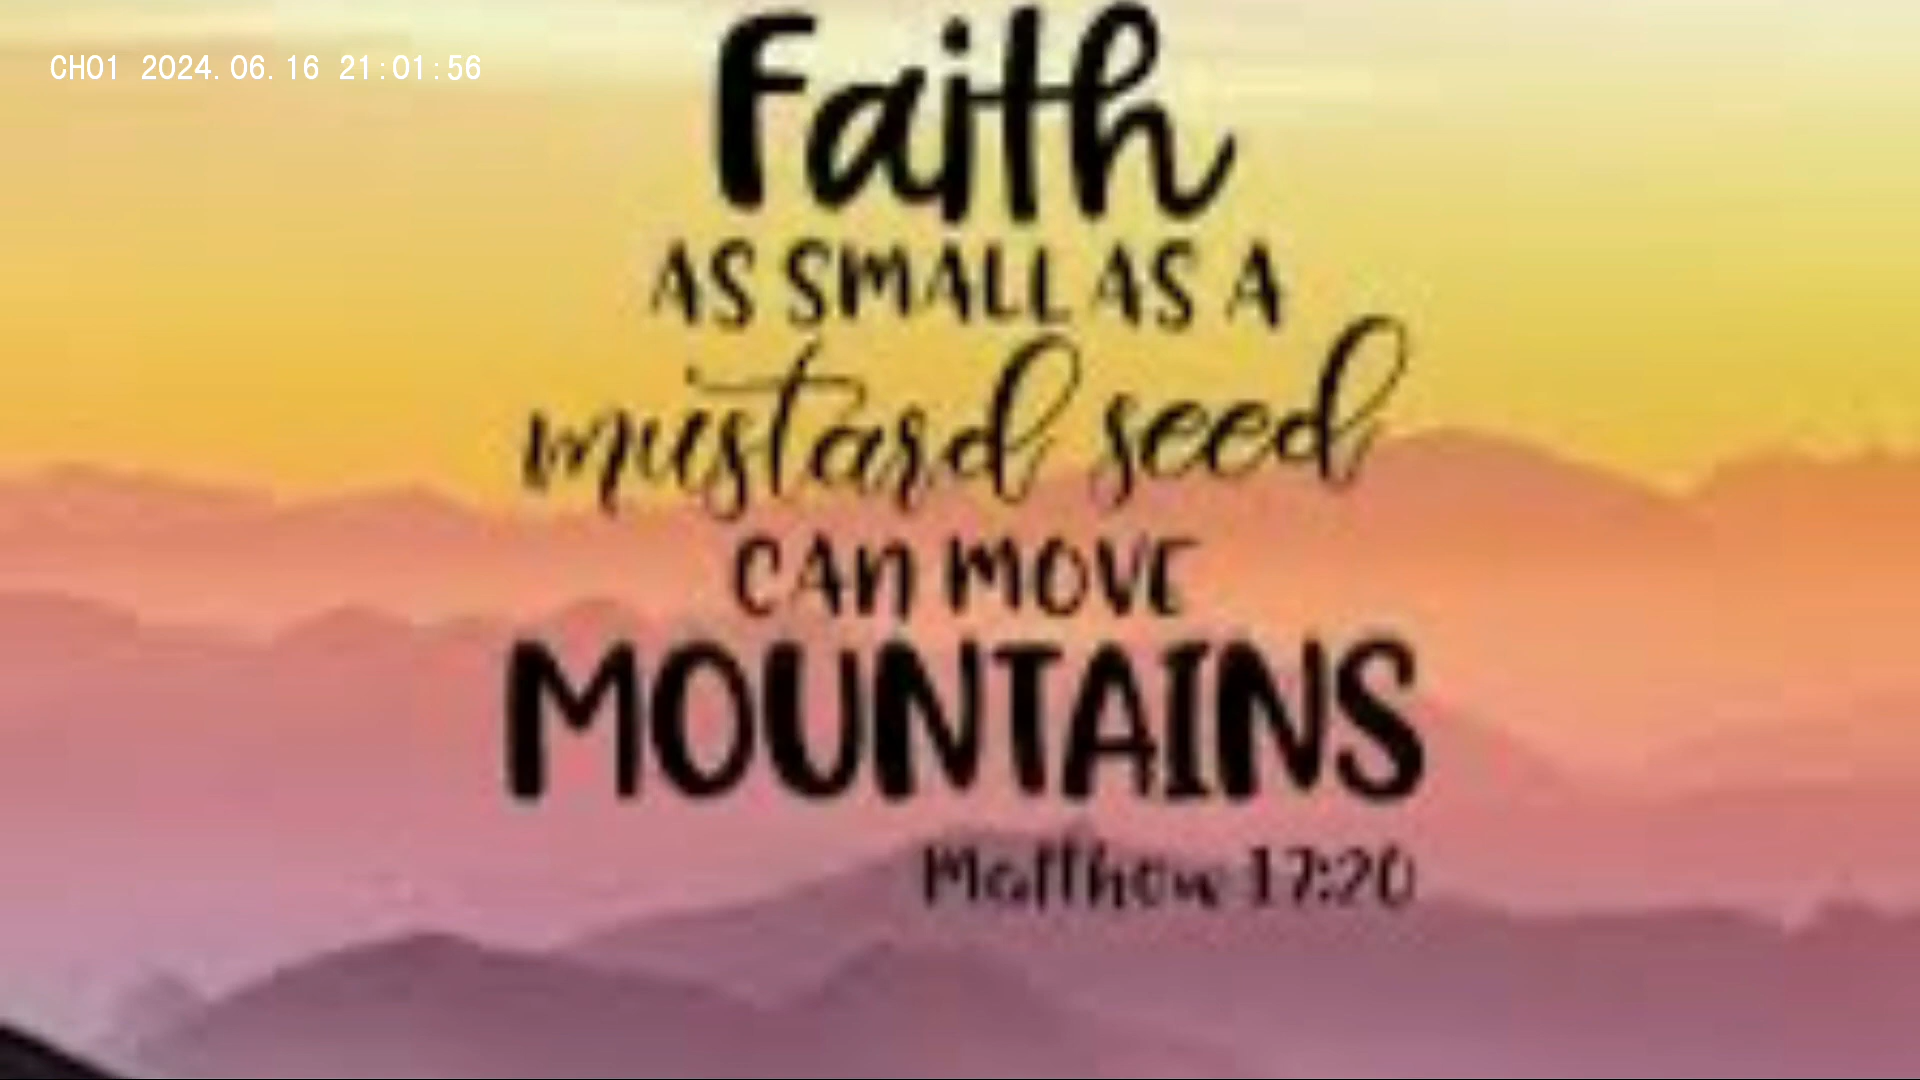 CH01 2024.06.16 21:01:56
Faith
AS SMALL AS A
mustard seed
CAN MOVE
MOUNTAINS
Matthew 17:20